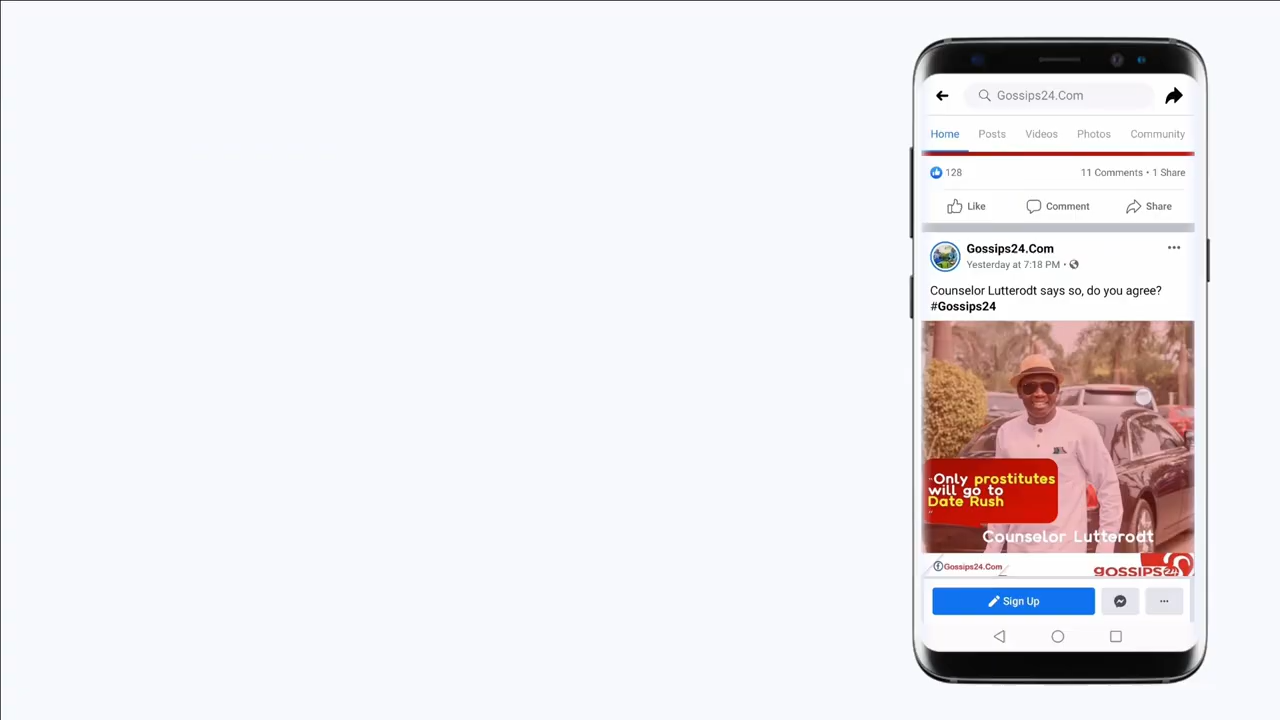 Gossips24.Com
Home Posts Videos Photos Community
128 11 Comments • 1 Share
Like Comment Share
Gossips24.Com
Yesterday at 7:18 PM •
Counselor Lutterodt says so, do you agree?
#Gossips24
"Only prostitutes
will go to
Date Rush
"
Counselor Lutterodt
Gossips24.Com
GOSSIPS24
Sign Up